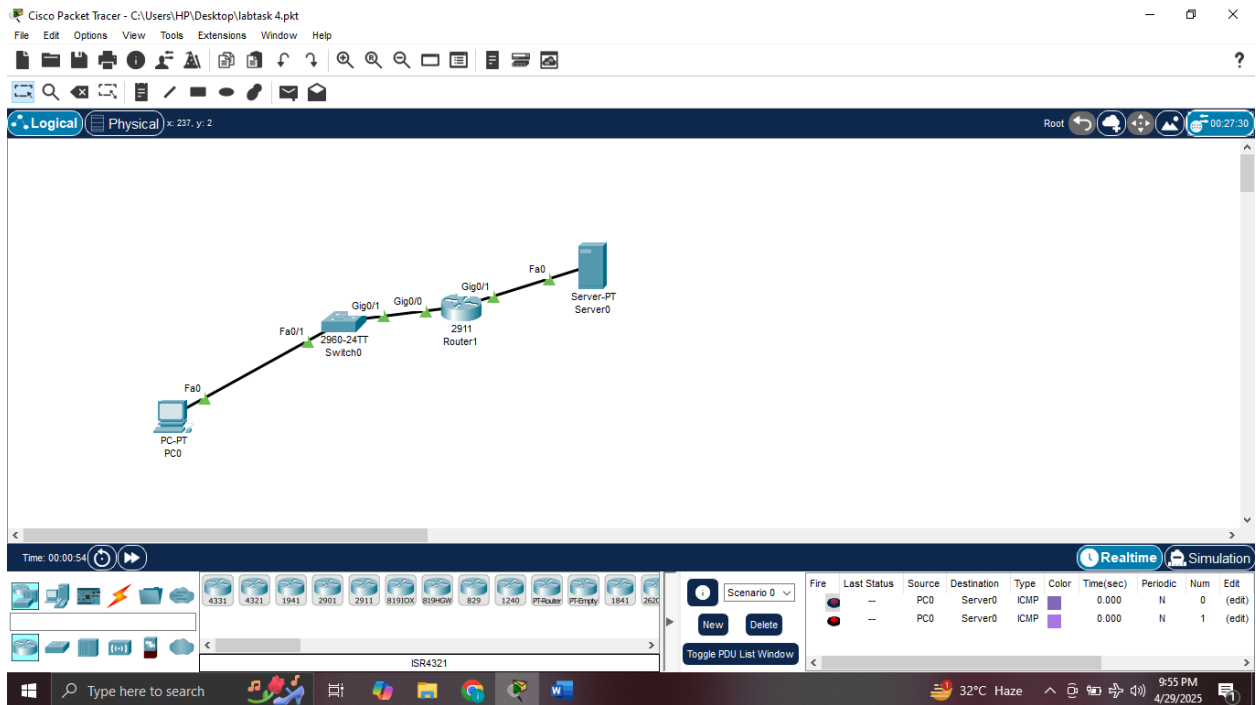 Cisco Packet Tracer - C:\Users\HP\Desktop\labtask 4.pkt
File Edit Options View Tools Extensions Window Help
?
Logical Physical x: 237, y: 2 Root 00:27:30
Fa0
Server-PT
Server0
Gig0/1
Gig0/0
Gig0/1
2911
Router1
Fa0/1
2960-24TT
Switch0
Fa0
PC-PT
PC0
Time: 00:00:54 Realtime Simulation
4331 4321 1941 2901 2911 819IOX 819HGW 829 1240 PT-Router PT-Empty 1841 262
ISR4321
Scenario 0
New Delete
Toggle PDU List Window
Fire Last Status Source Destination Type Color Time(sec) Periodic Num Edit
-- PC0 Server0 ICMP 0.000 N 0 (edit)
-- PC0 Server0 ICMP 0.000 N 1 (edit)
Type here to search
32°C Haze
9:55 PM
4/29/2025